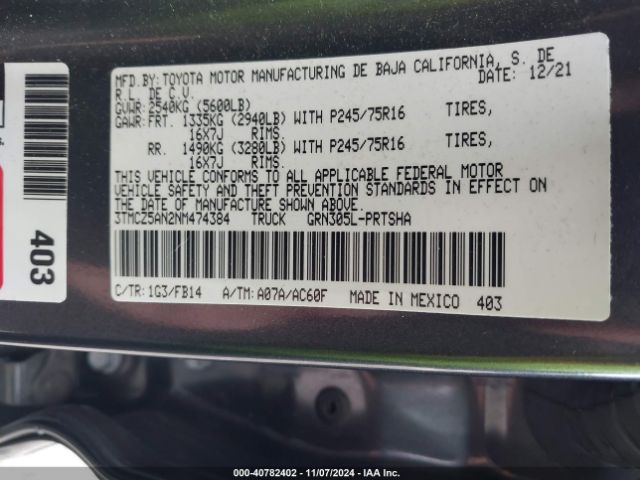 MFD.BY:TOYOTA MOTOR MANUFACTURING DE BAJA CALIFORNIA, S. DE
R.L. DE C.V. DATE: 12/21
GVWR: 2540KG (5600LB)
GAWR: FRT. 1335KG (2940LB) WITH P245/75R16 TIRES,
16X7J RIMS.
RR. 1490KG (3280LB) WITH P245/75R16 TIRES,
16X7J RIMS.
THIS VEHICLE CONFORMS TO ALL APPLICABLE FEDERAL MOTOR
VEHICLE SAFETY AND THEFT PREVENTION STANDARDS IN EFFECT ON
THE DATE OF MANUFACTURE SHOWN ABOVE.
3TMCZ5AN2NM474384 TRUCK GRN305L-PRTSHA
C/TR:1G3/FB14 A/TM:A07A/AC60F MADE IN MEXICO 403
403
000-40782402 - 11/07/2024 - IAA Inc.